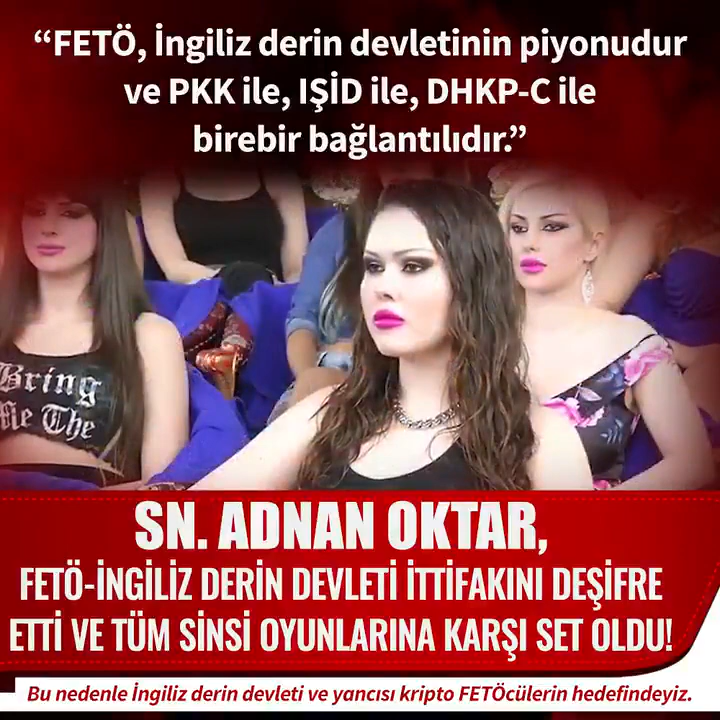 “FETÖ, İngiliz derin devletinin piyonudur
ve PKK ile, IŞİD ile, DHKP-C ile
birebir bağlantılıdır.”
Bring
Me The
SN. ADNAN OKTAR,
FETÖ-İNGİLİZ DERİN DEVLETİ İTTİFAKINI DEŞİFRE
ETTİ VE TÜM SİNSİ OYUNLARINA KARŞI SET OLDU!
Bu nedenle İngiliz derin devleti ve yancısı kripto FETÖcülerin hedefindeyiz.